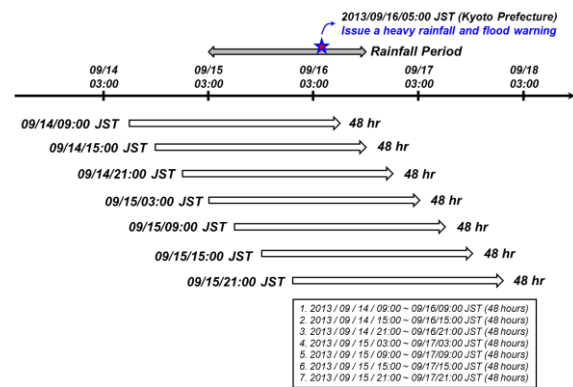 2013/09/16/05:00 JST (Kyoto Prefecture)
Issue a heavy rainfall and flood warning
Rainfall Period
09/14 09/15 09/16 09/17 09/18
03:00 03:00 03:00 03:00 03:00
09/14/09:00 JST 48 hr
09/14/15:00 JST 48 hr
09/14/21:00 JST 48 hr
09/15/03:00 JST 48 hr
09/15/09:00 JST 48 hr
09/15/15:00 JST 48 hr
09/15/21:00 JST 48 hr
1. 2013 / 09 / 14 / 09:00 ~ 09/16/09:00 JST (48 hours)
2. 2013 / 09 / 14 / 15:00 ~ 09/16/15:00 JST (48 hours)
3. 2013 / 09 / 14 / 21:00 ~ 09/16/21:00 JST (48 hours)
4. 2013 / 09 / 15 / 03:00 ~ 09/17/03:00 JST (48 hours)
5. 2013 / 09 / 15 / 09:00 ~ 09/17/09:00 JST (48 hours)
6. 2013 / 09 / 15 / 15:00 ~ 09/17/15:00 JST (48 hours)
7. 2013 / 09 / 15 / 21:00 ~ 09/17/21:00 JST (48 hours)